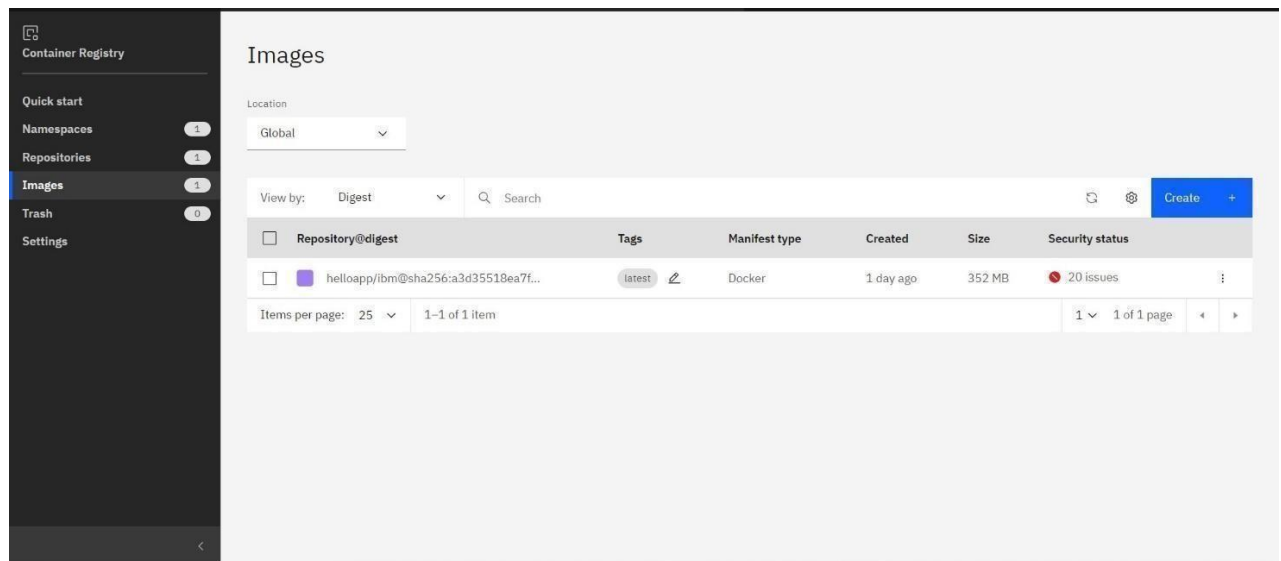 Container Registry
Quick start
Namespaces 1
Repositories 1
Images 1
Trash 0
Settings
Images
Location
Global
View by: Digest Search Create +
Repository@digest Tags Manifest type Created Size Security status
helloapp/ibm@sha256:a3d35518ea7f... latest Docker 1 day ago 352 MB 20 issues
Items per page: 25 1–1 of 1 item 1 1 of 1 page